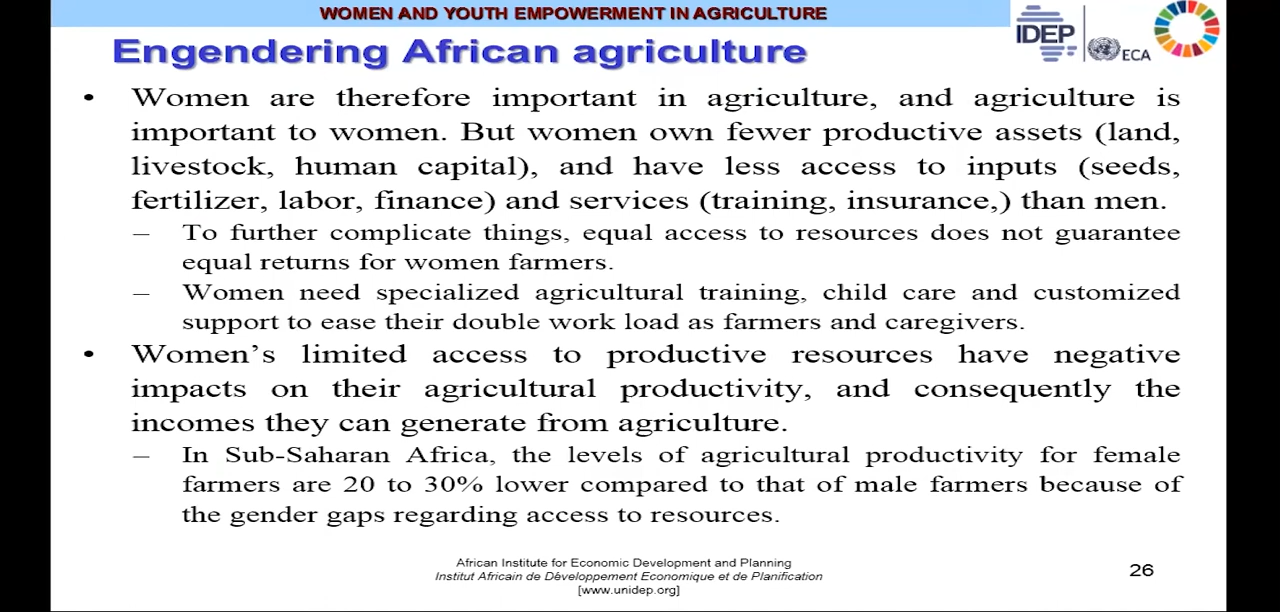 WOMEN AND YOUTH EMPOWERMENT IN AGRICULTURE
IDEP
ECA
Engendering African agriculture
• Women are therefore important in agriculture, and agriculture is
important to women. But women own fewer productive assets (land,
livestock, human capital), and have less access to inputs (seeds,
fertilizer, labor, finance) and services (training, insurance,) than men.
– To further complicate things, equal access to resources does not guarantee
equal returns for women farmers.
– Women need specialized agricultural training, child care and customized
support to ease their double work load as farmers and caregivers.
• Women’s limited access to productive resources have negative
impacts on their agricultural productivity, and consequently the
incomes they can generate from agriculture.
– In Sub-Saharan Africa, the levels of agricultural productivity for female
farmers are 20 to 30% lower compared to that of male farmers because of
the gender gaps regarding access to resources.
African Institute for Economic Development and Planning
Institut Africain de Développement Economique et de Planification
[www.unidep.org]
26